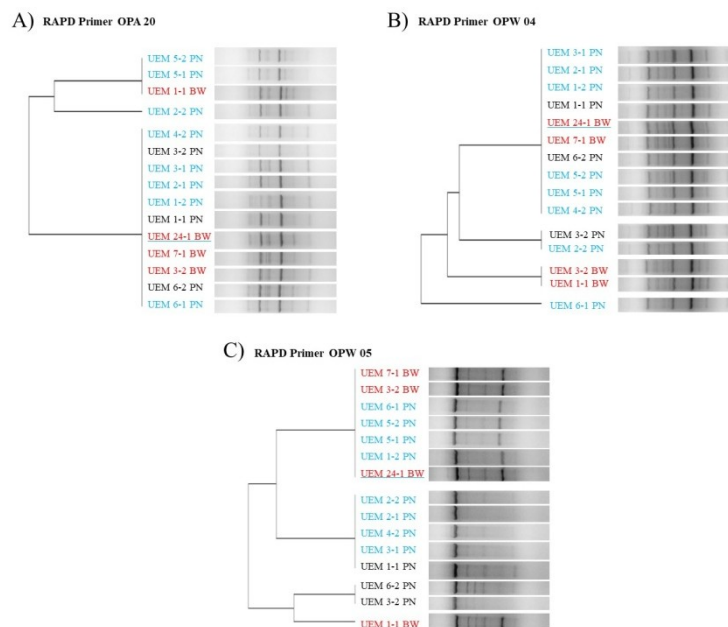 A) RAPD Primer OPA 20
UEM 5-2 PN
UEM 5-1 PN
UEM 1-1 BW
UEM 2-2 PN
UEM 4-2 PN
UEM 3-2 PN
UEM 3-1 PN
UEM 2-1 PN
UEM 1-2 PN
UEM 1-1 PN
UEM 24-1 BW
UEM 7-1 BW
UEM 3-2 BW
UEM 6-2 PN
UEM 6-1 PN
B) RAPD Primer OPW 04
UEM 3-1 PN
UEM 2-1 PN
UEM 1-2 PN
UEM 1-1 PN
UEM 24-1 BW
UEM 7-1 BW
UEM 6-2 PN
UEM 5-2 PN
UEM 5-1 PN
UEM 4-2 PN
UEM 3-2 PN
UEM 2-2 PN
UEM 3-2 BW
UEM 1-1 BW
UEM 6-1 PN
C) RAPD Primer OPW 05
UEM 7-1 BW
UEM 3-2 BW
UEM 6-1 PN
UEM 5-2 PN
UEM 5-1 PN
UEM 1-2 PN
UEM 24-1 BW
UEM 2-2 PN
UEM 2-1 PN
UEM 4-2 PN
UEM 3-1 PN
UEM 1-1 PN
UEM 6-2 PN
UEM 3-2 PN
UEM 1-1 BW